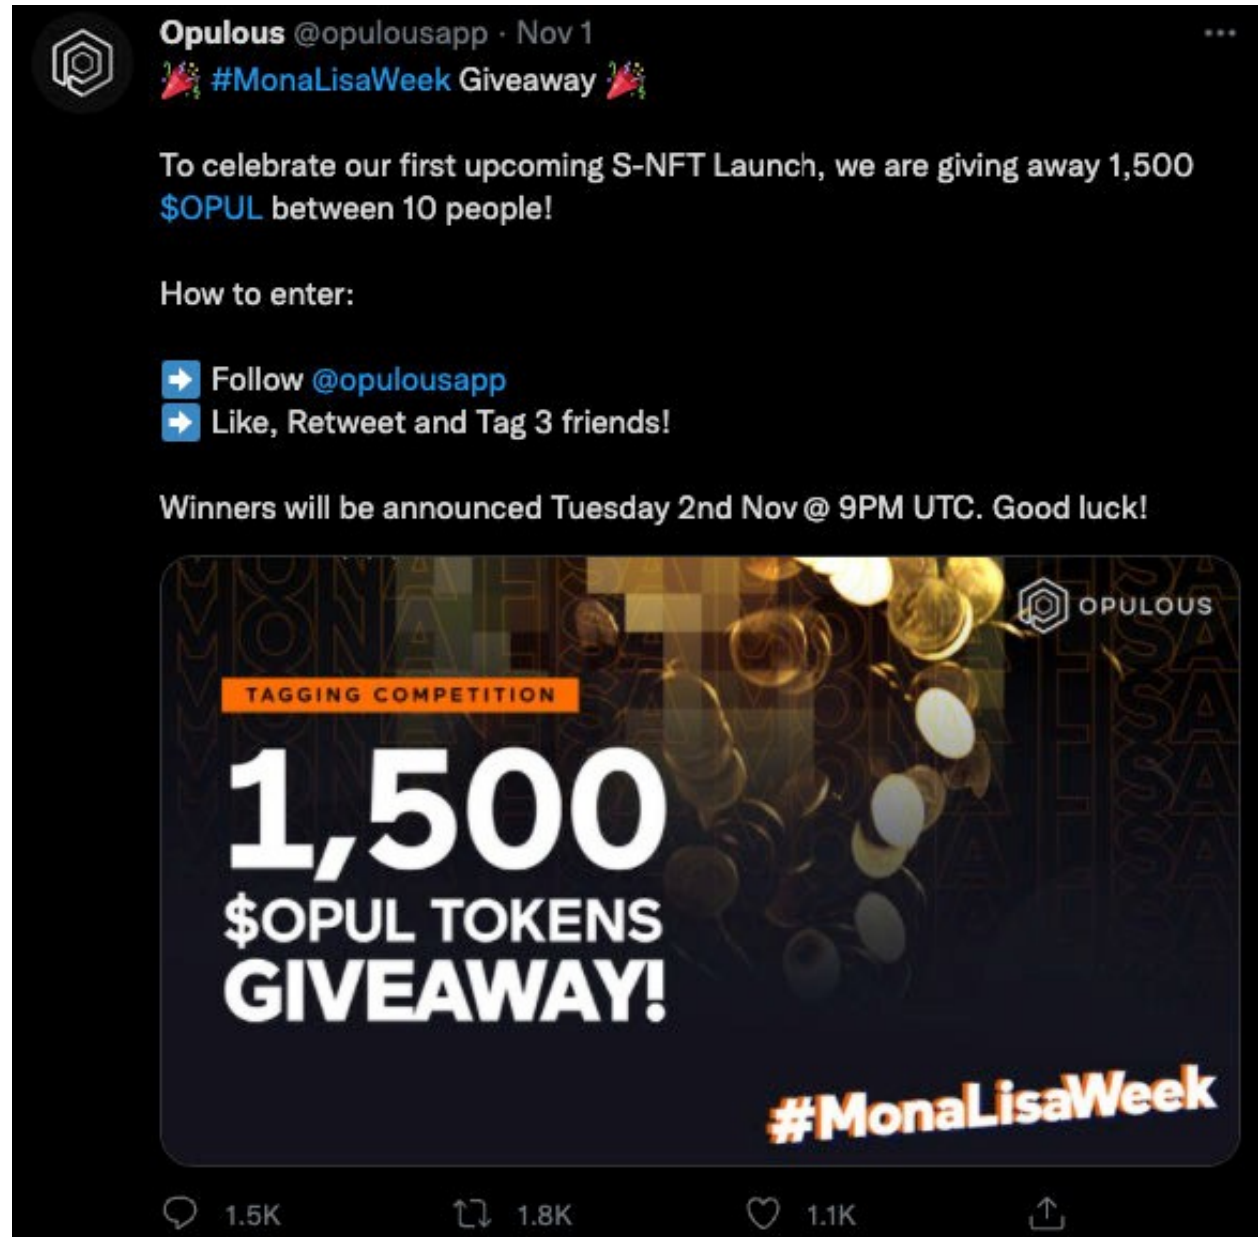 Opulous @opulousapp · Nov 1
🎉 #MonaLisaWeek Giveaway 🎉
To celebrate our first upcoming S-NFT Launch, we are giving away 1,500
$OPUL between 10 people!
How to enter:
➡️ Follow @opulousapp
➡️ Like, Retweet and Tag 3 friends!
Winners will be announced Tuesday 2nd Nov @ 9PM UTC. Good luck!
OPULOUS
TAGGING COMPETITION
1,500
$OPUL TOKENS
GIVEAWAY!
#MonaLisaWeek
1.5K 1.8K 1.1K